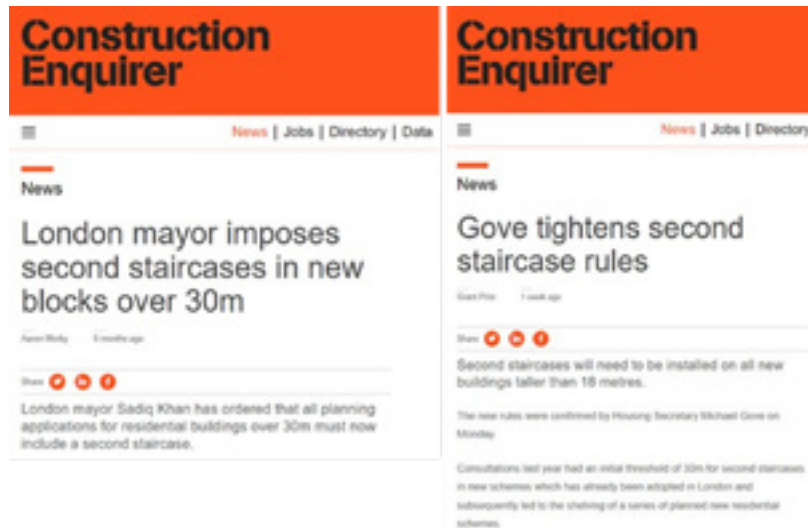 Construction
Enquirer
News | Jobs | Directory | Data
News
London mayor imposes
second staircases in new
blocks over 30m
6 months ago
Share
London mayor Sadiq Khan has ordered that all planning
applications for residential buildings over 30m must now
include a second staircase.
Construction
Enquirer
News | Jobs | Directory
News
Gove tightens second
staircase rules
Grant Prior 1 week ago
Share
Second staircases will need to be installed on all new
buildings taller than 18 metres.
The new rules were confirmed by Housing Secretary Michael Gove on
Monday.
Consultations last year had an initial threshold of 30m for second staircases
in new schemes which has already been adopted in London and
subsequently led to the shelving of a series of planned new residential
schemes.